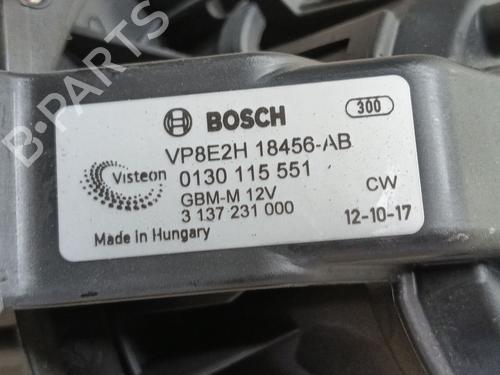 BOSCH
300
VP8E2H 18456-AB
Visteon
0130 115 551
GBM-M 12V
CW
3 137 231 000
12-10-17
Made in Hungary
B-PARTS